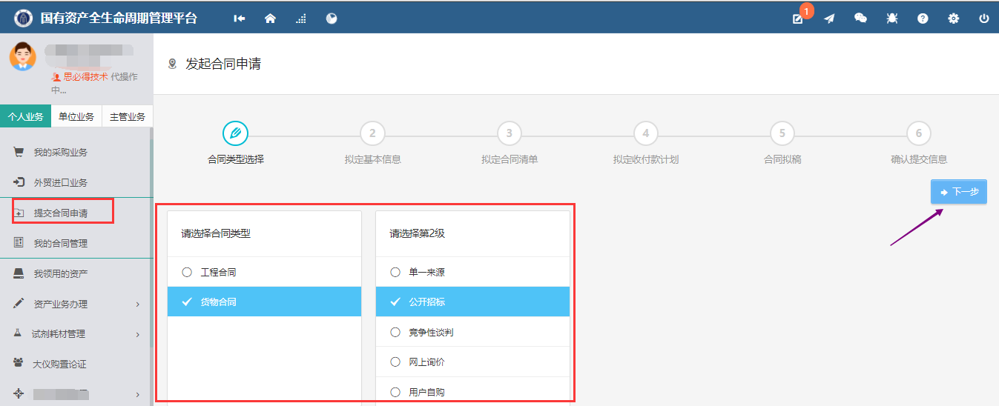 国有资产全生命周期管理平台
1
思必得技术 代操作
中...
个人业务 单位业务 主管业务
我的采购业务
外贸进口业务
提交合同申请
我的合同管理
我领用的资产
资产业务办理
试剂耗材管理
大仪购置论证
发起合同申请
2 3 4 5 6
合同类型选择 拟定基本信息 拟定合同清单 拟定收付款计划 合同拟稿 确认提交信息
下一步
请选择合同类型
工程合同
货物合同
请选择第2级
单一来源
公开招标
竞争性谈判
网上询价
用户自购